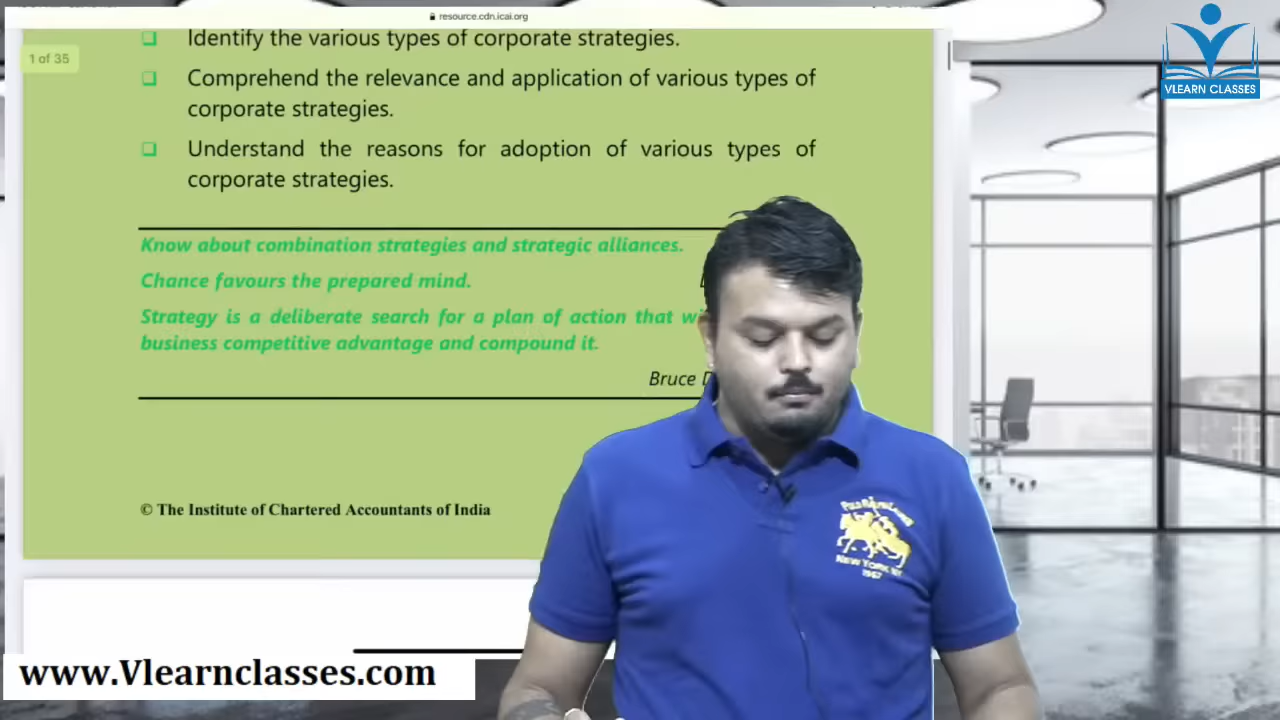 resource.cdn.icai.org
1 of 35
Identify the various types of corporate strategies.
Comprehend the relevance and application of various types of
corporate strategies.
Understand the reasons for adoption of various types of
corporate strategies.
Know about combination strategies and strategic alliances.
Chance favours the prepared mind.
Strategy is a deliberate search for a plan of action that
business competitive advantage and compound it.
Bruce
© The Institute of Chartered Accountants of India
VLEARN CLASSES
NEW YORK NY
1967
www.Vlearnclasses.com